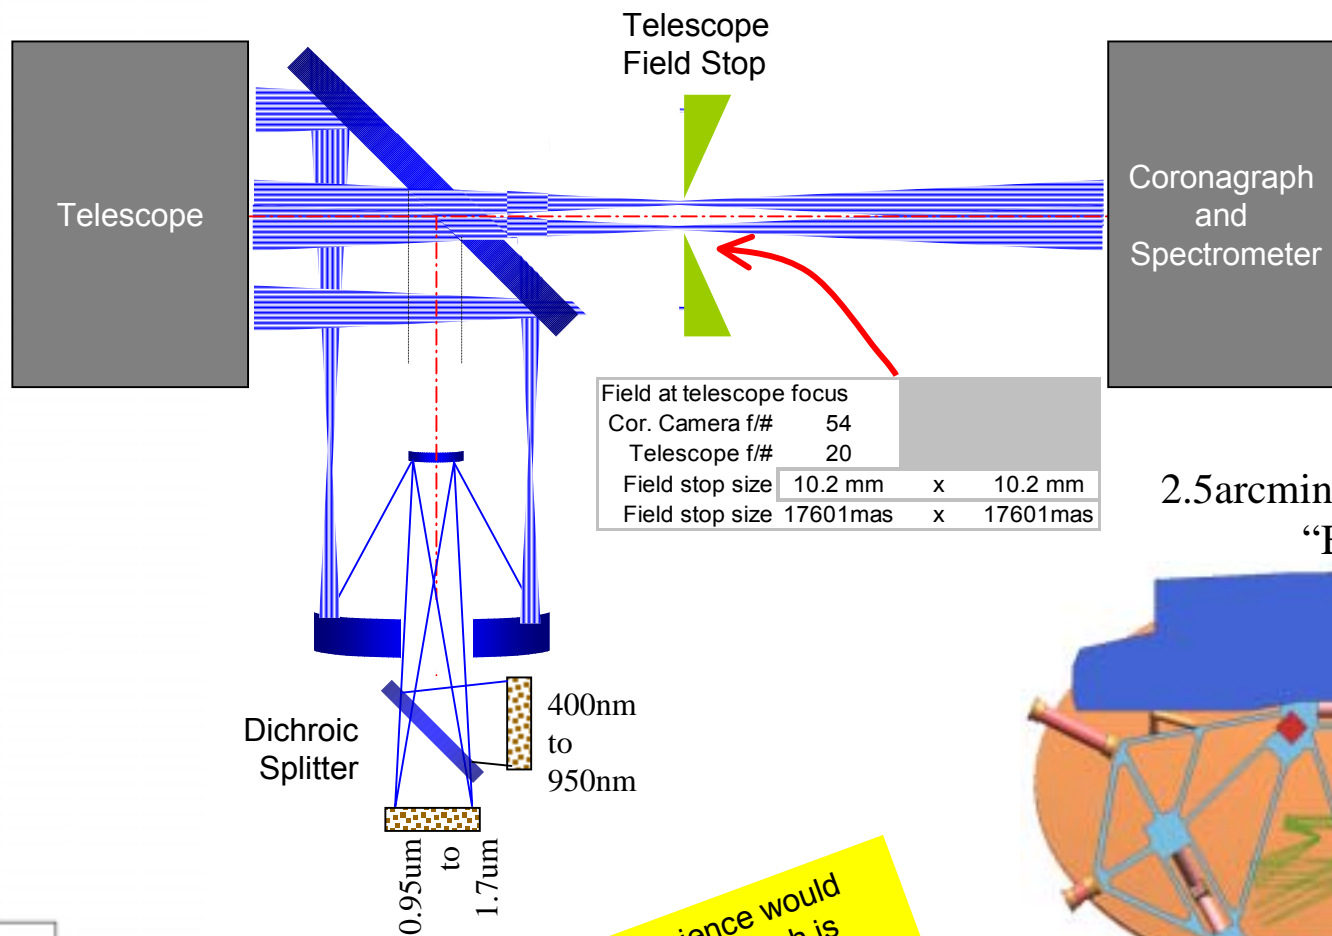 Telescope
Field Stop
Telescope
Coronagraph
and
Spectrometer
Field at telescope focus
Cor. Camera f/# 54
Telescope f/# 20
Field stop size 10.2 mm x 10.2 mm
Field stop size 17601mas x 17601mas
2.5arcmin
Dichroic
Splitter
400nm
to
950nm
0.95um
to
1.7um
would
is